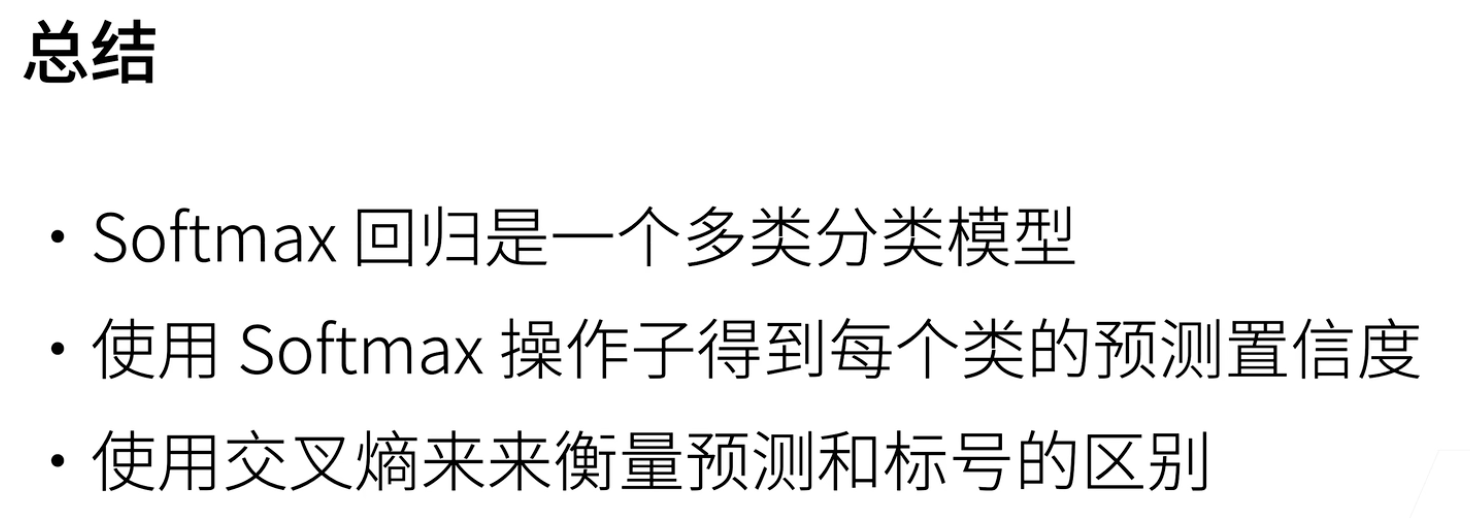 总结
• Softmax 回归是一个多类分类模型
• 使用 Softmax 操作子得到每个类的预测置信度
• 使用交叉熵来来衡量预测和标号的区别